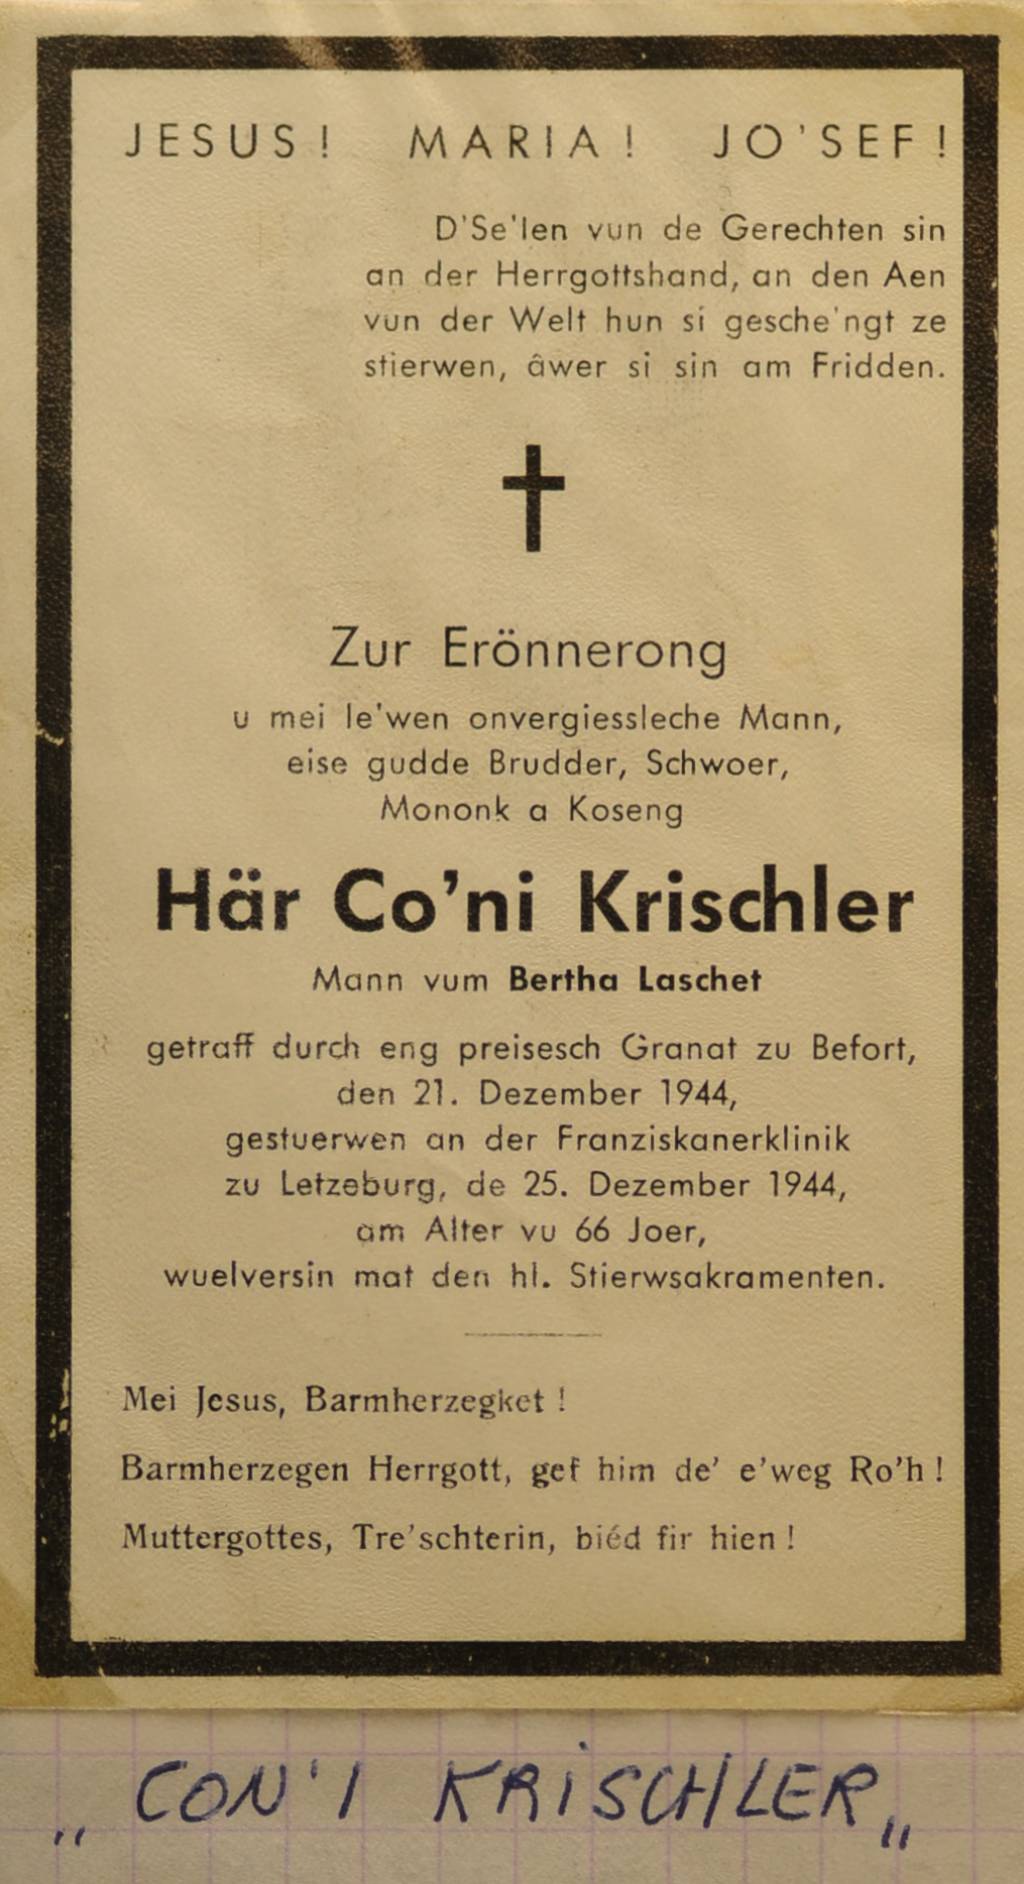 JESUS! MARIA! JO'SEF!
D'Se'len vun de Gerechten sin
an der Herrgottshand, an den Aen
vun der Welt hun si gesche'ngt ze
stierwen, âwer si sin am Fridden.
Zur Erönnerong
u mei le'wen onvergiessleche Mann,
eise gudde Brudder, Schwoer,
Mononk a Koseng
Här Co'ni Krischler
Mann vum Bertha Laschet
getraff durch eng preisesch Granat zu Befort,
den 21. Dezember 1944,
gestuerwen an der Franziskanerklinik
zu Letzeburg, de 25. Dezember 1944,
am Alter vu 66 Joer,
wuelversin mat den hl. Stierwsakramenten.
Mei Jesus, Barmherzegket !
Barmherzegen Herrgott, gef him de' e'weg Ro'h !
Muttergottes, Tre'schterin, biéd fir hien !
„ CON'I KRISCHLER „